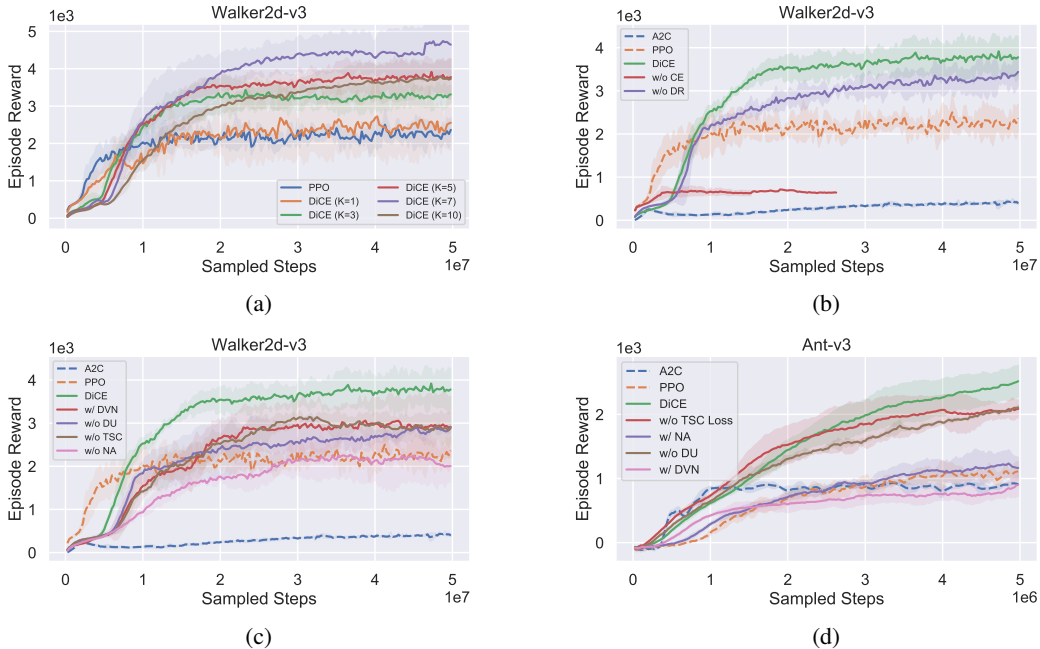 Walker2d-v3
1e3
5
4
3
2
1
0
Episode Reward
PPO
DiCE (K=1)
DiCE (K=3)
DiCE (K=5)
DiCE (K=7)
DiCE (K=10)
0 1 2 3 4 5
Sampled Steps
1e7
(a)
Walker2d-v3
1e3
4
3
2
1
0
Episode Reward
A2C
PPO
DiCE
w/o CE
w/o DR
0 1 2 3 4 5
Sampled Steps
1e7
(b)
Walker2d-v3
1e3
4
3
2
1
0
Episode Reward
A2C
PPO
DiCE
w/ DVN
w/o DU
w/o TSC
w/o NA
0 1 2 3 4 5
Sampled Steps
1e7
(c)
Ant-v3
1e3
2
1
0
Episode Reward
A2C
PPO
DiCE
w/o TSC Loss
w/ NA
w/o DU
w/ DVN
0 1 2 3 4 5
Sampled Steps
1e6
(d)